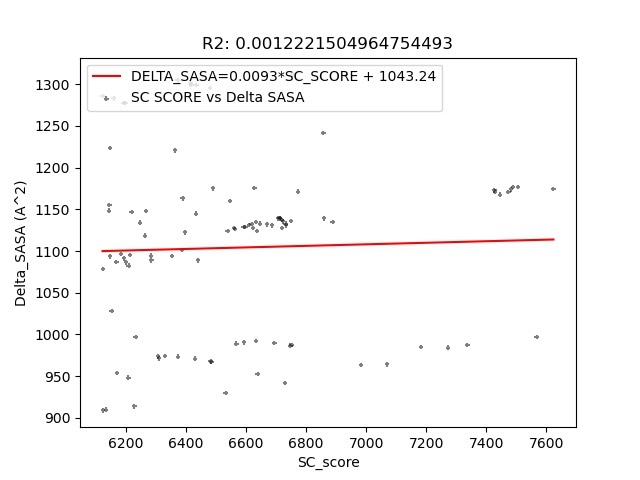 R2: 0.0012221504964754493
DELTA_SASA=0.0093*SC_SCORE + 1043.24
SC SCORE vs Delta SASA
Delta_SASA (A^2)
1300
1250
1200
1150
1100
1050
1000
950
900
6200 6400 6600 6800 7000 7200 7400 7600
SC_score